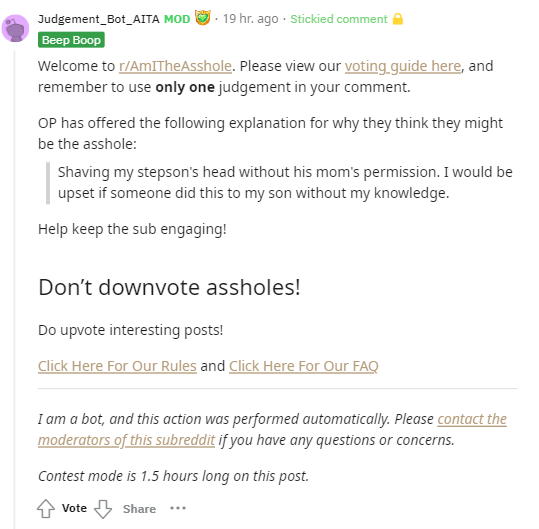 Judgement_Bot_AITA MOD · 19 hr. ago · Stickied comment
Beep Boop
Welcome to r/AmITheAsshole. Please view our voting guide here, and
remember to use only one judgement in your comment.
OP has offered the following explanation for why they think they might
be the asshole:
Shaving my stepson's head without his mom's permission. I would be
upset if someone did this to my son without my knowledge.
Help keep the sub engaging!
Don’t downvote assholes!
Do upvote interesting posts!
Click Here For Our Rules and Click Here For Our FAQ
I am a bot, and this action was performed automatically. Please contact the
moderators of this subreddit if you have any questions or concerns.
Contest mode is 1.5 hours long on this post.
Vote Share ···